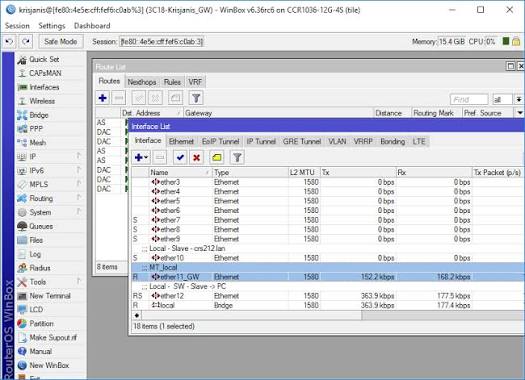 krisjanis@[fe80::4e5e:cff:fef6:c0ab%3] (3C18-Krisjanis_GW) - WinBox v6.36rc6 on CCR1036-12G-4S (tile)
Session Settings Dashboard
Safe Mode Session: [fe80::4e5e:cff:fef6:c0ab:3] Memory: 15.4 GiB CPU: 0%
Quick Set
CAPsMAN
Interfaces
Wireless
Bridge
PPP
Mesh
IP
IPv6
MPLS
Routing
System
Queues
Files
Log
Radius
Tools
New Terminal
LCD
Partition
Make Supout.rif
Manual
New WinBox
Exit
RouterOS WinBox
Route List
Routes Nexthops Rules VRF
Find all
Dst. Address Gateway Distance Routing Mark Pref. Source
AS
DAC
AS
DAC
DAC
DAC
DAC
8 items
Interface List
Interface Ethernet EoIP Tunnel IP Tunnel GRE Tunnel VLAN VRRP Bonding LTE
Name Type L2 MTU Tx Rx Tx Packet (p/s)
ether3 Ethernet 1580 0 bps 0 bps
ether4 Ethernet 1580 0 bps 0 bps
ether5 Ethernet 1580 0 bps 0 bps
ether6 Ethernet 1580 0 bps 0 bps
S ether7 Ethernet 1580 0 bps 0 bps
S ether8 Ethernet 1580 0 bps 0 bps
S ether9 Ethernet 1580 0 bps 0 bps
;;; Local - Slave - crs212.lan
S ether10 Ethernet 1580 0 bps 0 bps
;;; MT_local
R ether11_GW Ethernet 1580 152.2 kbps 168.2 kbps
;;; Local - SW - Slave -> PC
RS ether12 Ethernet 1580 363.9 kbps 177.5 kbps
R local Bridge 1580 363.9 kbps 177.4 kbps
18 items (1 selected)